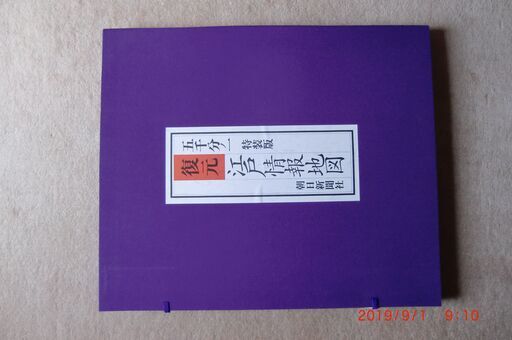 五千分ノ一 特装版
復元 江戸情報地図
朝日新聞社
2019/9/1 9:10